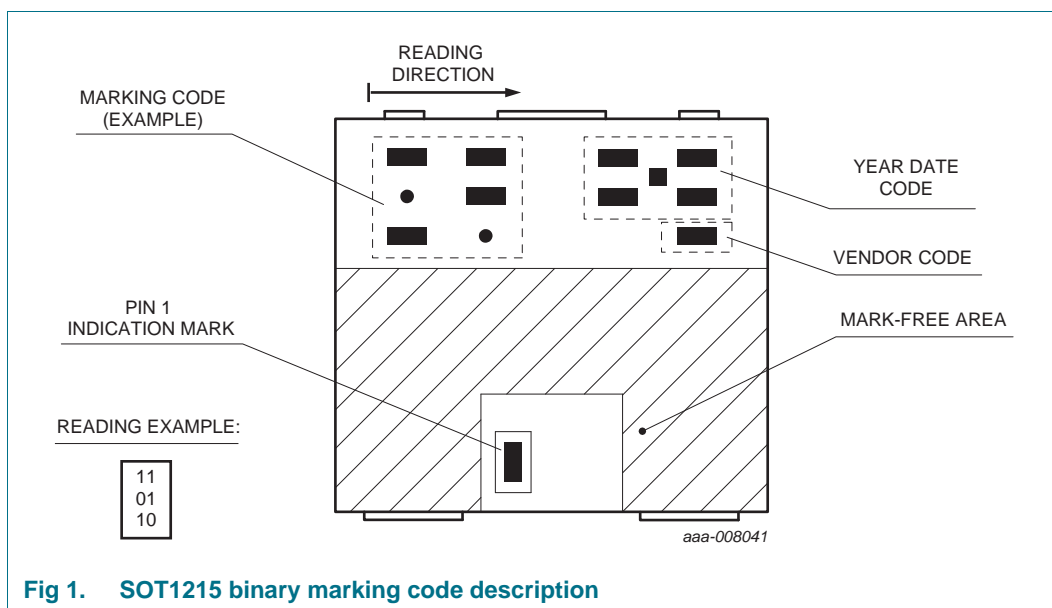 READING
DIRECTION
MARKING CODE
(EXAMPLE)
YEAR DATE
CODE
VENDOR CODE
PIN 1
INDICATION MARK
MARK-FREE AREA
READING EXAMPLE:
11
01
10
aaa-008041
Fig 1. SOT1215 binary marking code description